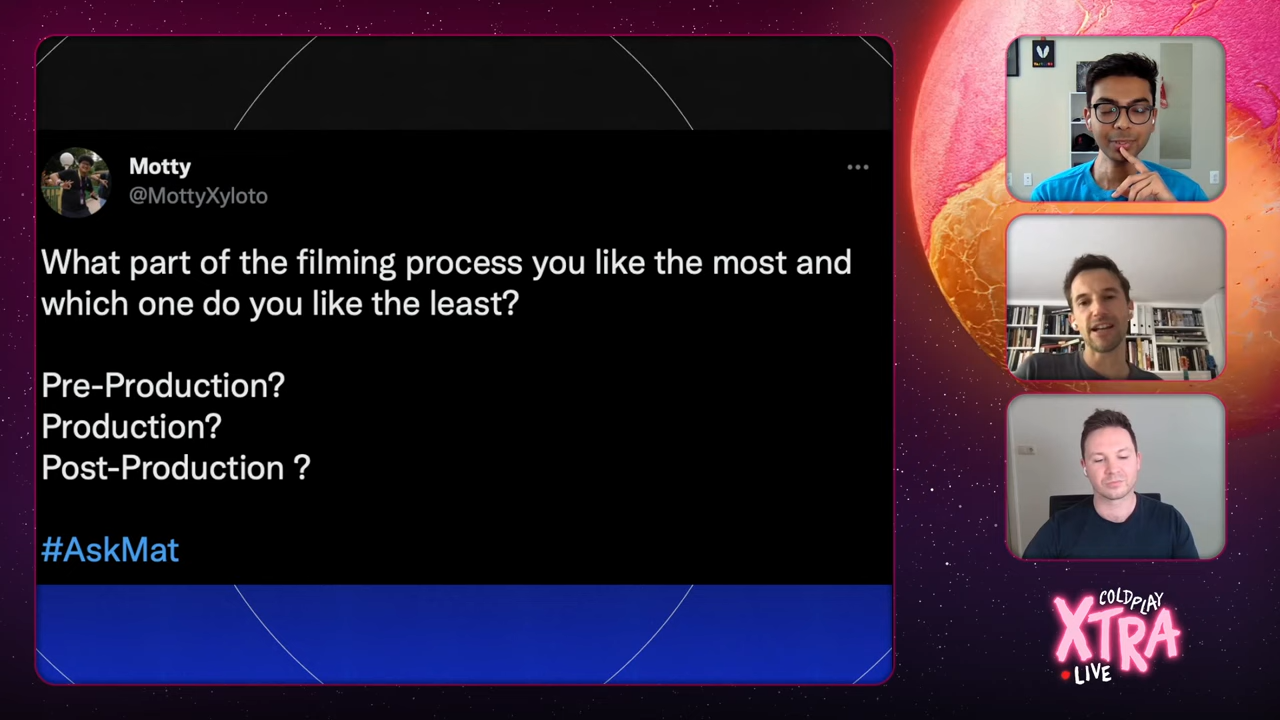 Motty
@MottyXyloto
What part of the filming process you like the most and
which one do you like the least?
Pre-Production?
Production?
Post-Production ?
#AskMat
COLDPLAY
XTRA
LIVE